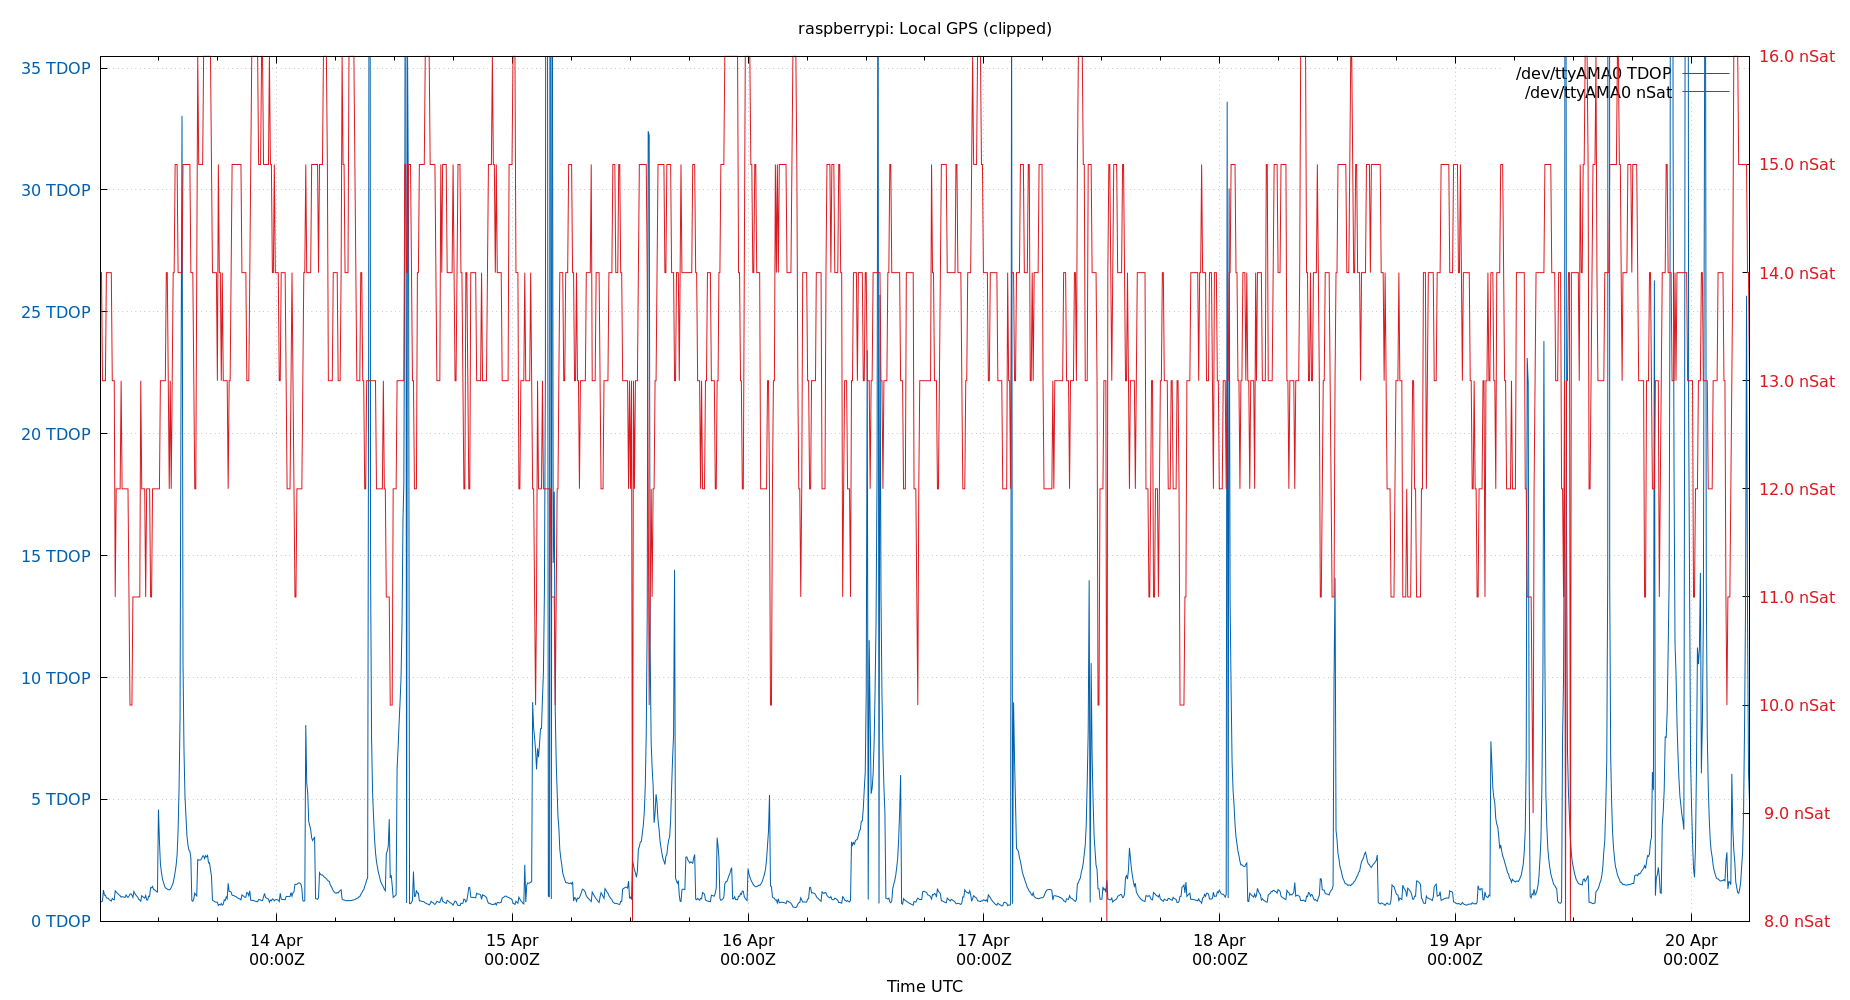 raspberrypi: Local GPS (clipped)
35 TDOP
30 TDOP
25 TDOP
20 TDOP
15 TDOP
10 TDOP
5 TDOP
0 TDOP
16.0 nSat
15.0 nSat
14.0 nSat
13.0 nSat
12.0 nSat
11.0 nSat
10.0 nSat
9.0 nSat
8.0 nSat
/dev/ttyAMA0 TDOP
/dev/ttyAMA0 nSat
14 Apr
00:00Z
15 Apr
00:00Z
16 Apr
00:00Z
17 Apr
00:00Z
18 Apr
00:00Z
19 Apr
00:00Z
20 Apr
00:00Z
Time UTC